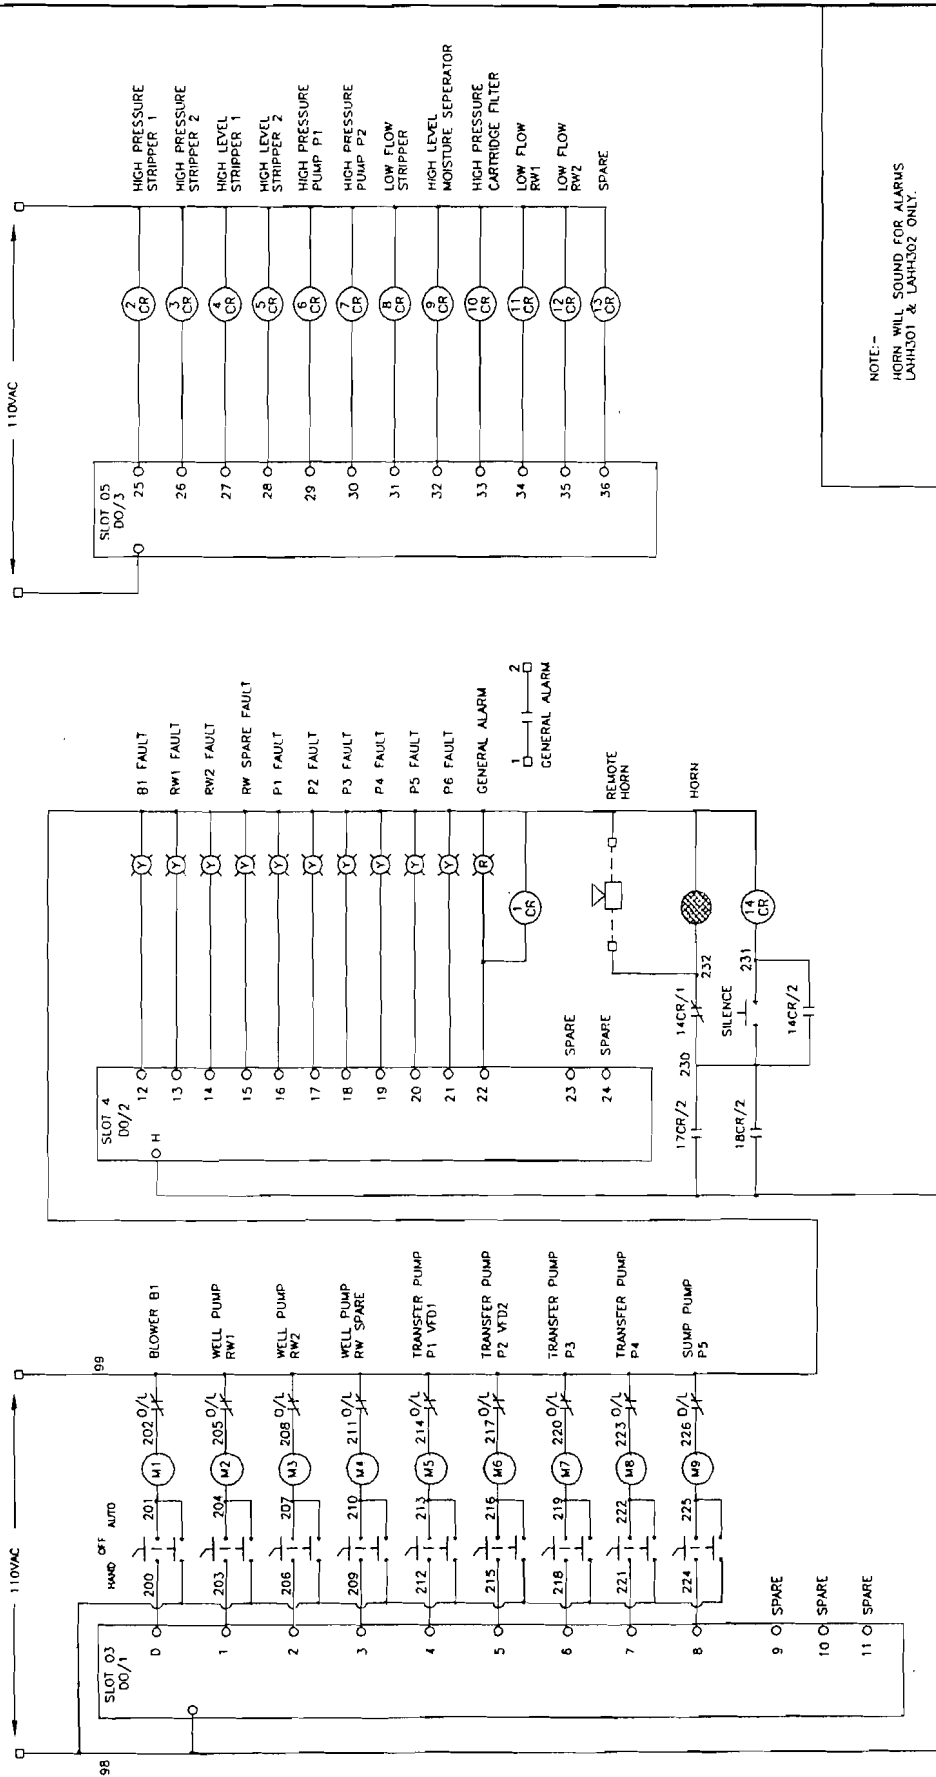 110VAC
98
99
HAND OFF AUTO
SLOT 03
DO/1
0
200
201
M1
202 O/L
BLOWER B1
1
203
204
M2
205 O/L
WELL PUMP
RW1
2
206
207
M3
208 O/L
WELL PUMP
RW2
3
209
210
M4
211 O/L
WELL PUMP
RW SPARE
4
212
213
M5
214 O/L
TRANSFER PUMP
P1 VFD1
5
215
216
M6
217 O/L
TRANSFER PUMP
P2 VFD2
6
218
219
M7
220 O/L
TRANSFER PUMP
P3
7
221
222
M8
223 O/L
TRANSFER PUMP
P4
8
224
225
M9
226 O/L
SUMP PUMP
P5
9
SPARE
10
SPARE
11
SPARE
SLOT 4
DO/2
H
12
Y
B1 FAULT
13
Y
RW1 FAULT
14
Y
RW2 FAULT
15
Y
RW SPARE FAULT
16
Y
P1 FAULT
17
Y
P2 FAULT
18
Y
P3 FAULT
19
Y
P4 FAULT
20
Y
P5 FAULT
21
Y
P6 FAULT
22
R
GENERAL ALARM
1
CR
1
2
GENERAL ALARM
23
SPARE
24
SPARE
REMOTE
HORN
17CR/2
230
14CR/1
232
HORN
18CR/2
SILENCE
231
14
CR
14CR/2
110VAC
SLOT 05
DO/3
25
2
CR
HIGH PRESSURE
STRIPPER 1
26
3
CR
HIGH PRESSURE
STRIPPER 2
27
4
CR
HIGH LEVEL
STRIPPER 1
28
5
CR
HIGH LEVEL
STRIPPER 2
29
6
CR
HIGH PRESSURE
PUMP P1
30
7
CR
HIGH PRESSURE
PUMP P2
31
8
CR
LOW FLOW
STRIPPER
32
9
CR
HIGH LEVEL
MOISTURE SEPERATOR
33
10
CR
HIGH PRESSURE
CARTRIDGE FILTER
34
11
CR
LOW FLOW
RW1
35
12
CR
LOW FLOW
RW2
36
13
CR
SPARE
NOTE:-
HORN WILL SOUND FOR ALARMS
LAHH301 & LAHH302 ONLY.